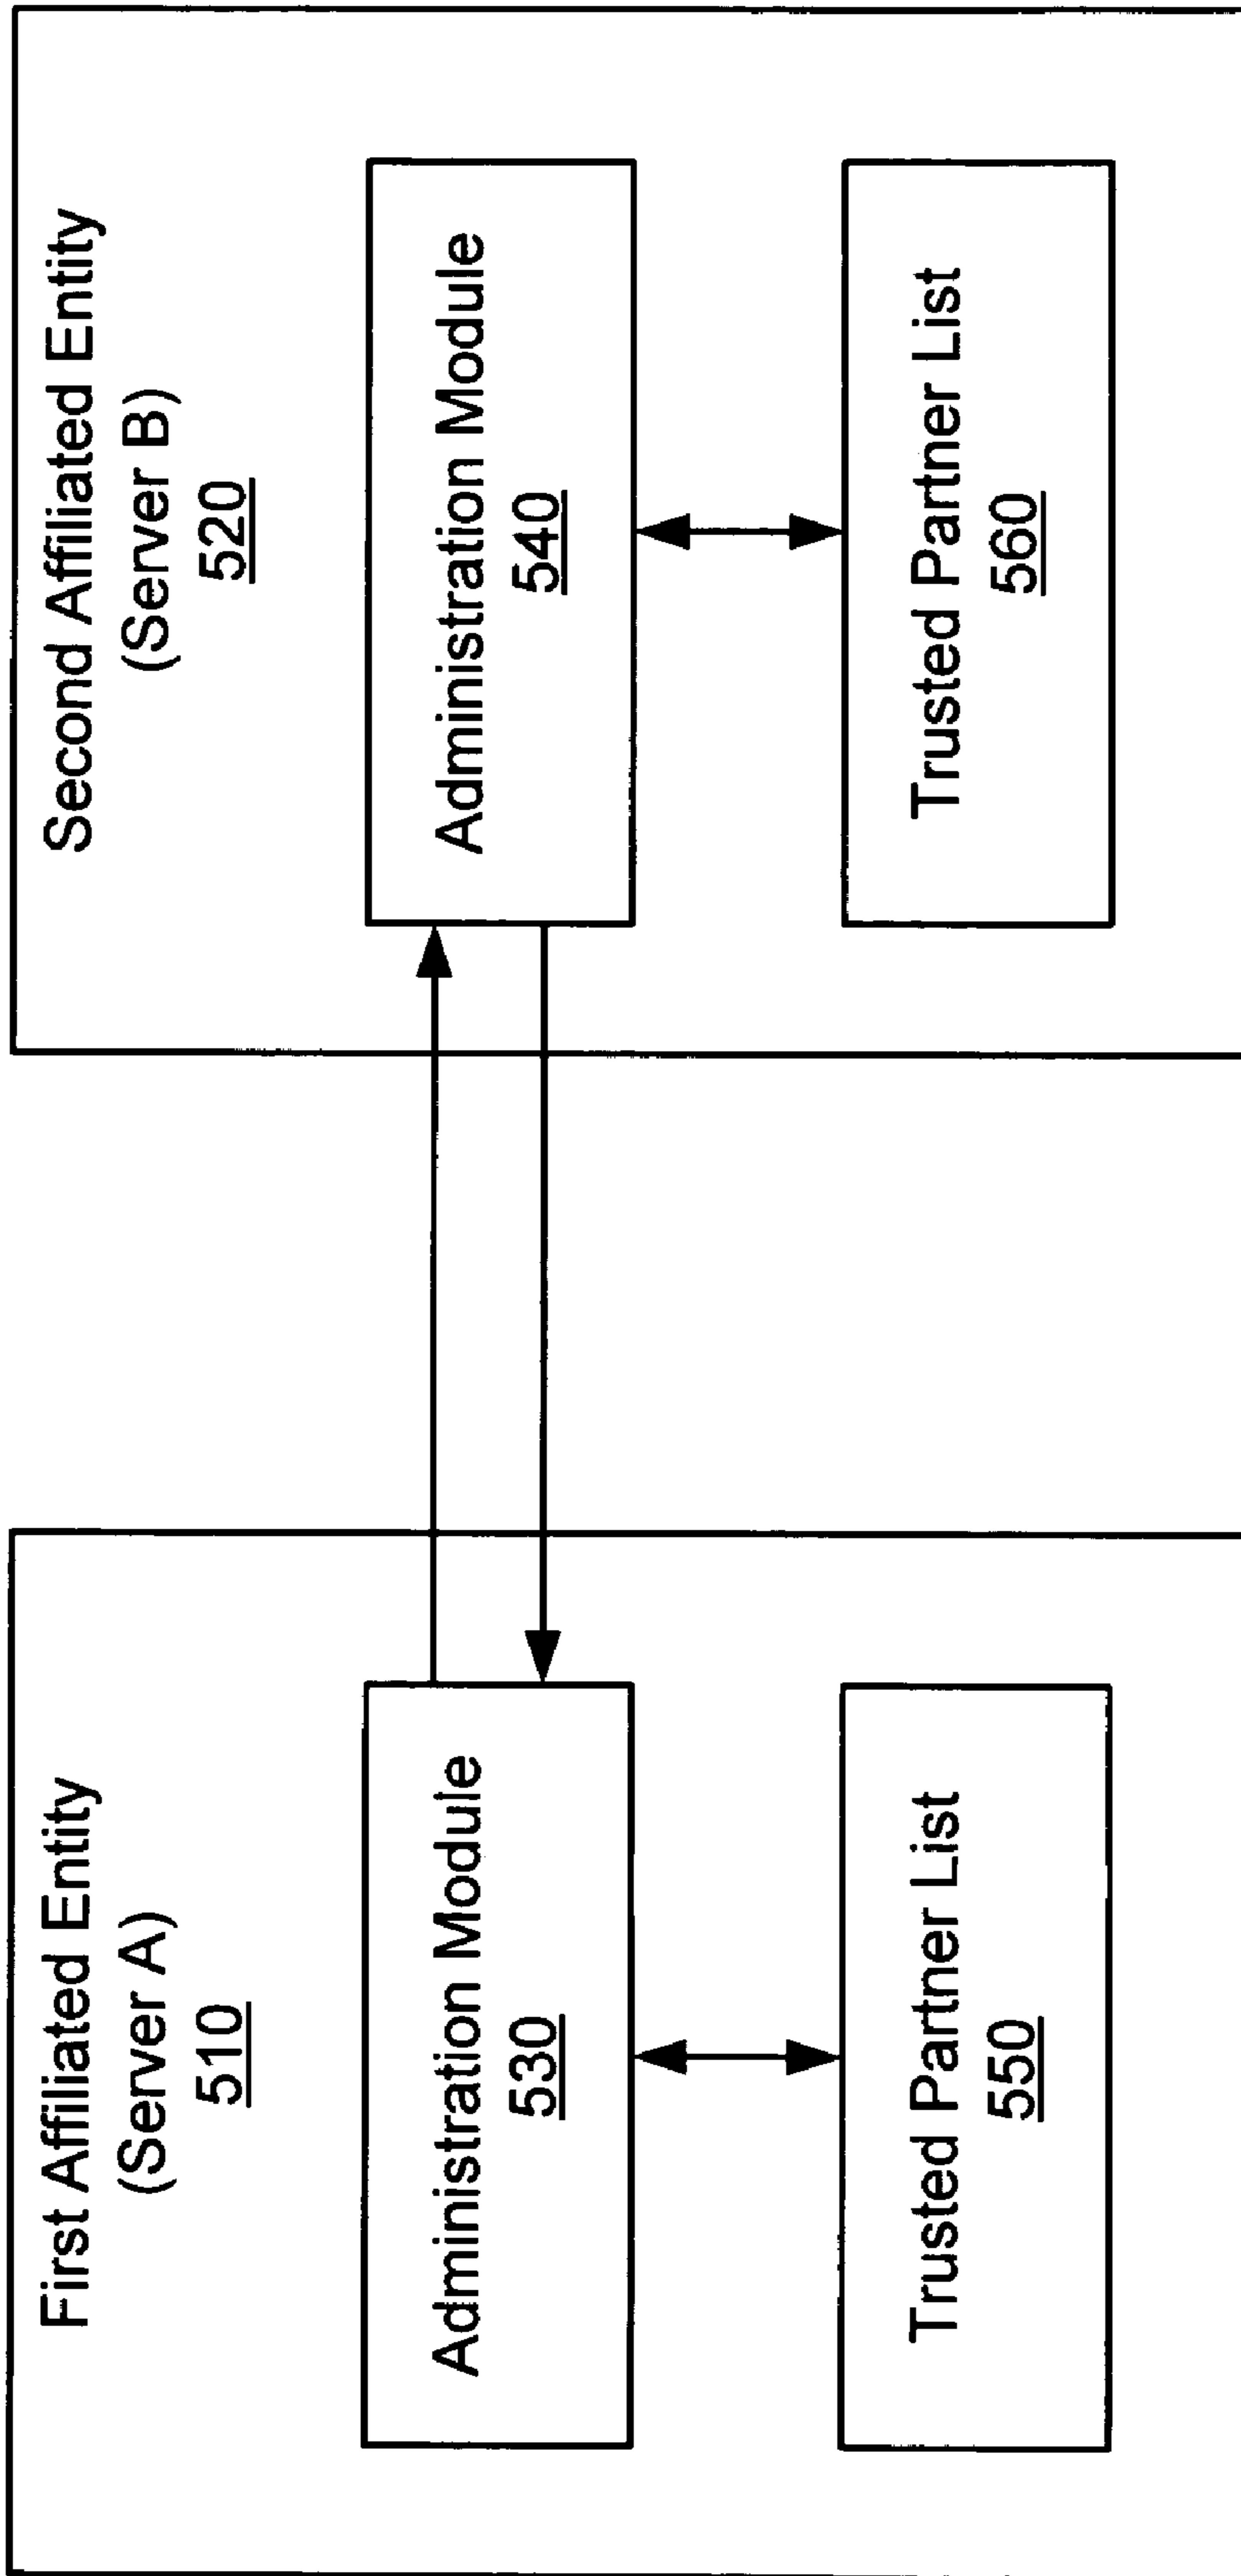 First Affiliated Entity
(Server A)
510
Administration Module
530
Trusted Partner List
550
Second Affiliated Entity
(Server B)
520
Administration Module
540
Trusted Partner List
560